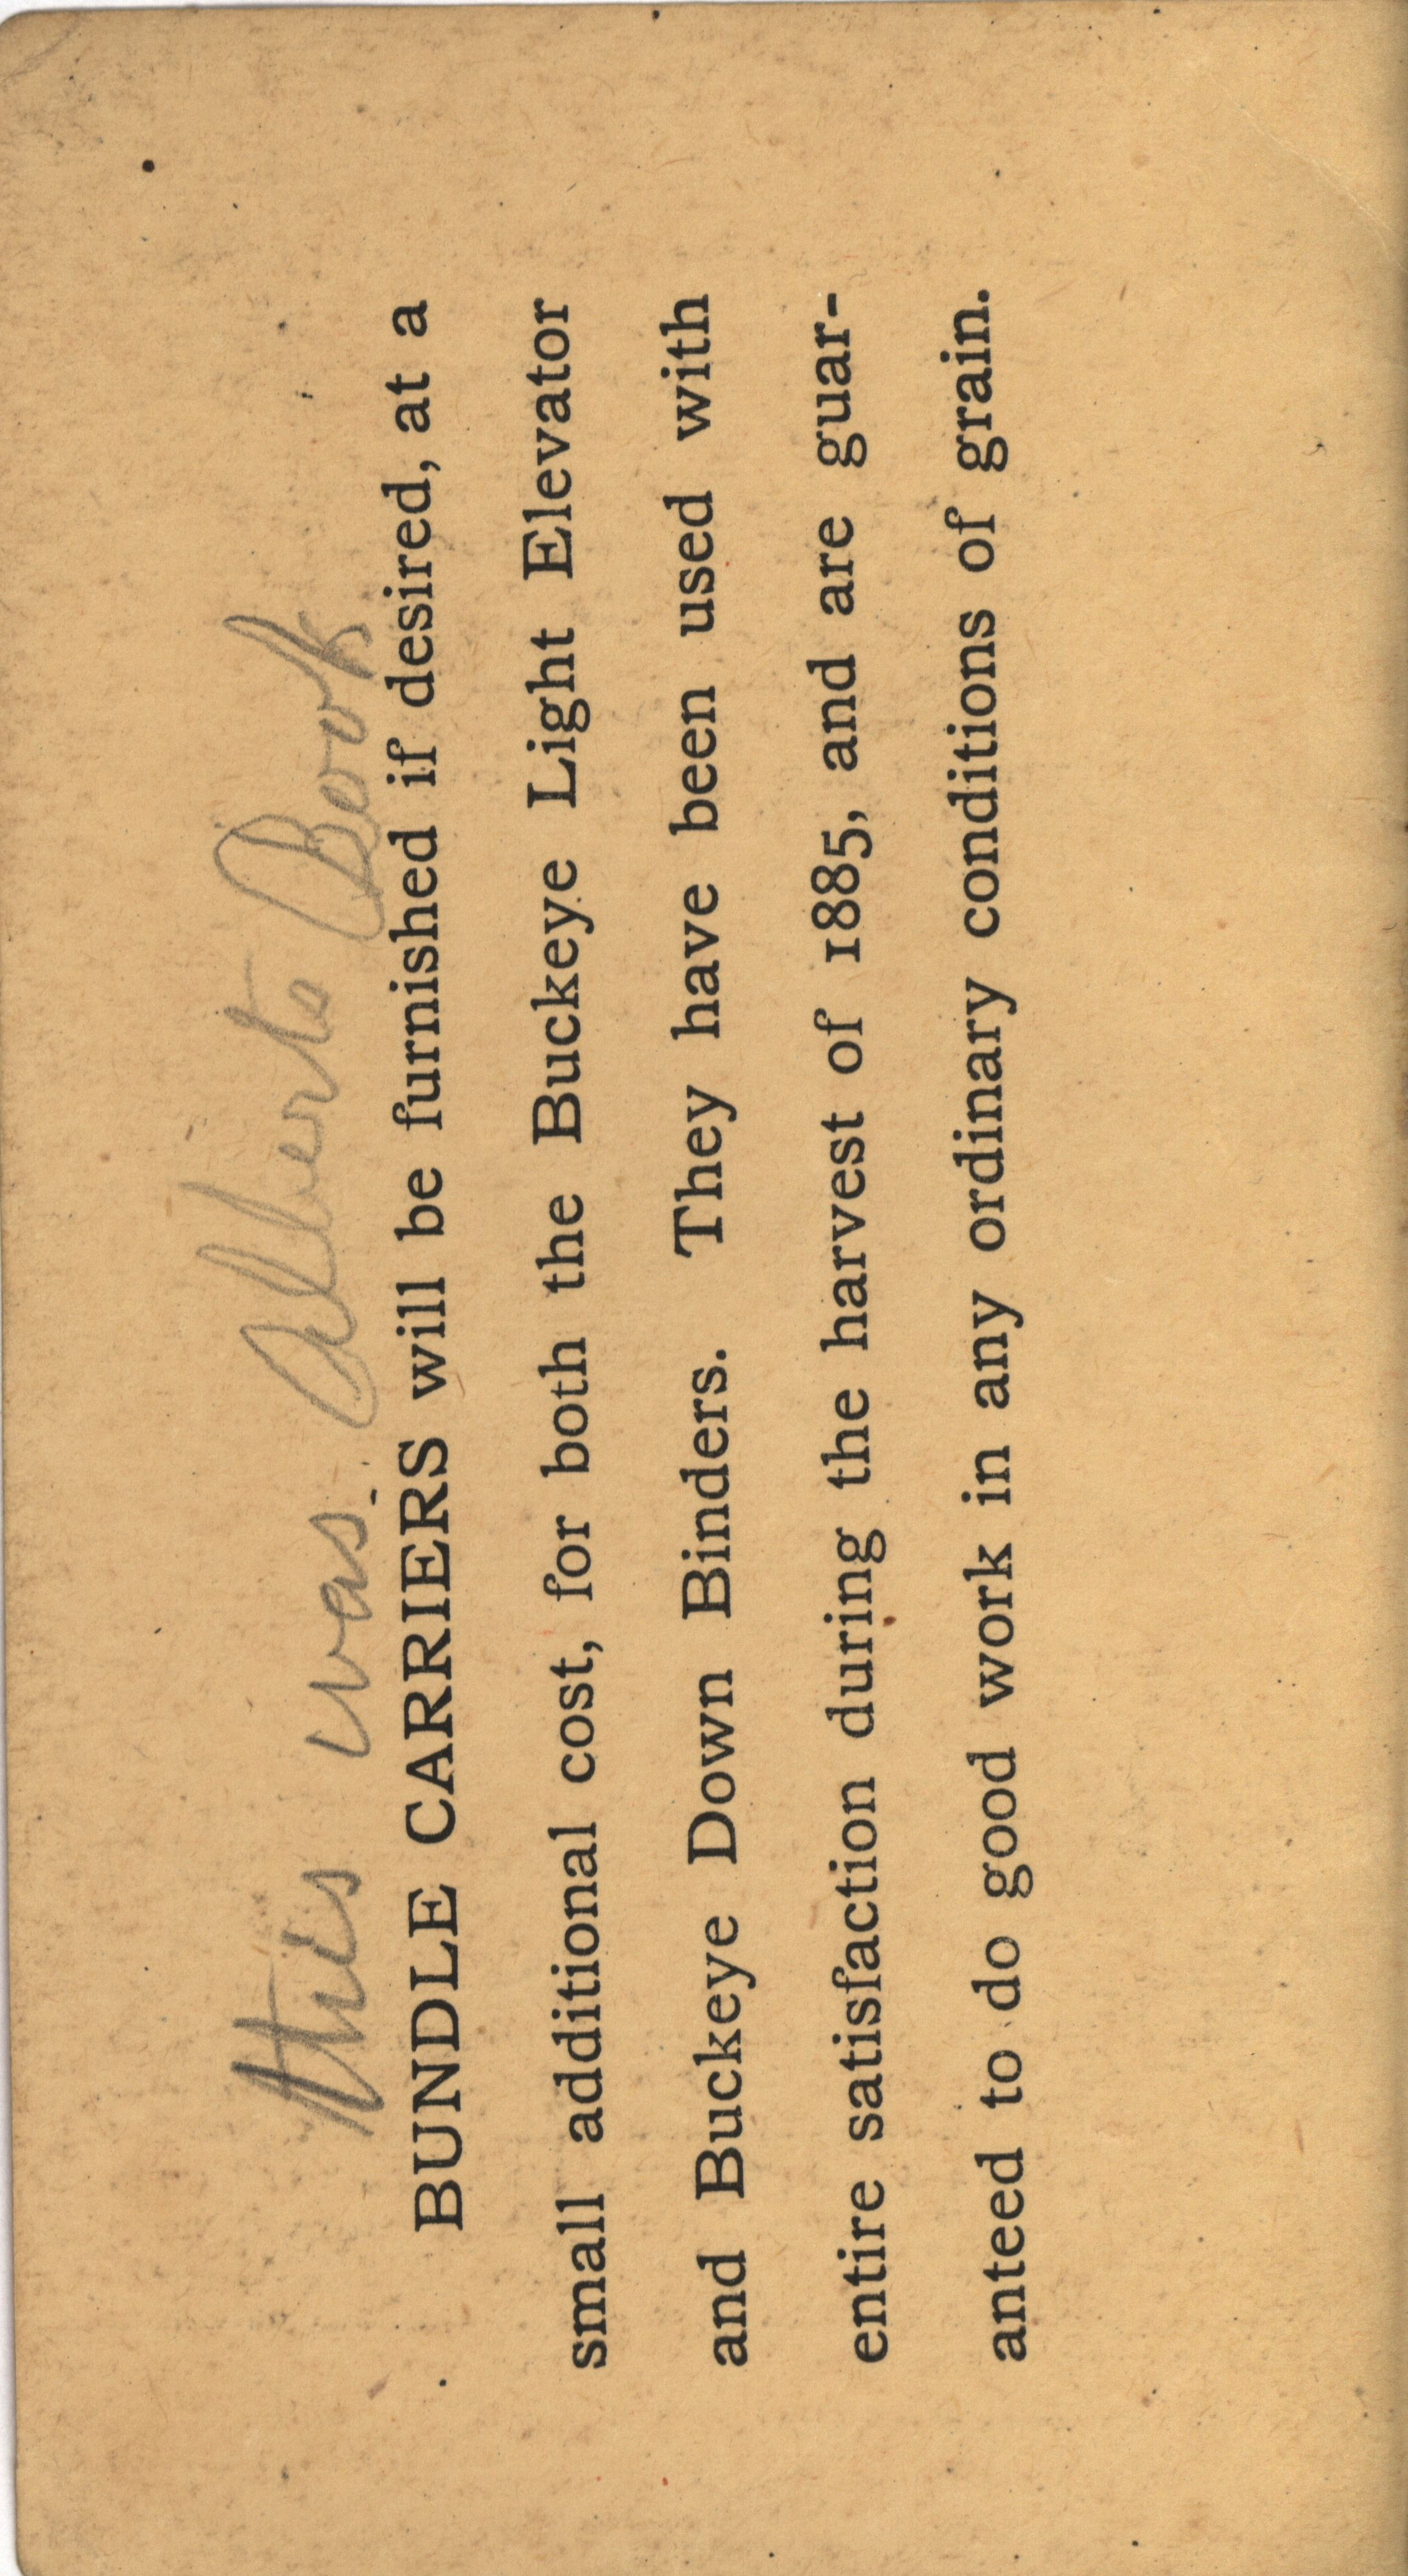 this was Alberta Book
BUNDLE CARRIERS will be furnished if desired, at a
small additional cost, for both the Buckeye Light Elevator
and Buckeye Down Binders. They have been used with
entire satisfaction during the harvest of 1885, and are guar-
anteed to do good work in any ordinary conditions of grain.